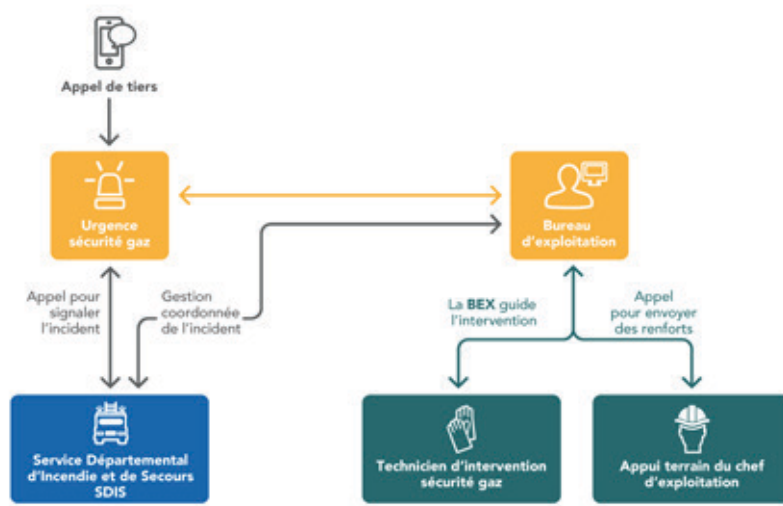 Appel de tiers
Urgence
sécurité gaz
Bureau
d'exploitation
Appel pour
signaler
l'incident
Gestion
coordonnée
de l'incident
La BEX guide
l'intervention
Appel
pour envoyer
des renforts
Service Départemental
d'Incendie et de Secours
SDIS
Technicien d'intervention
sécurité gaz
Appui terrain du chef
d'exploitation